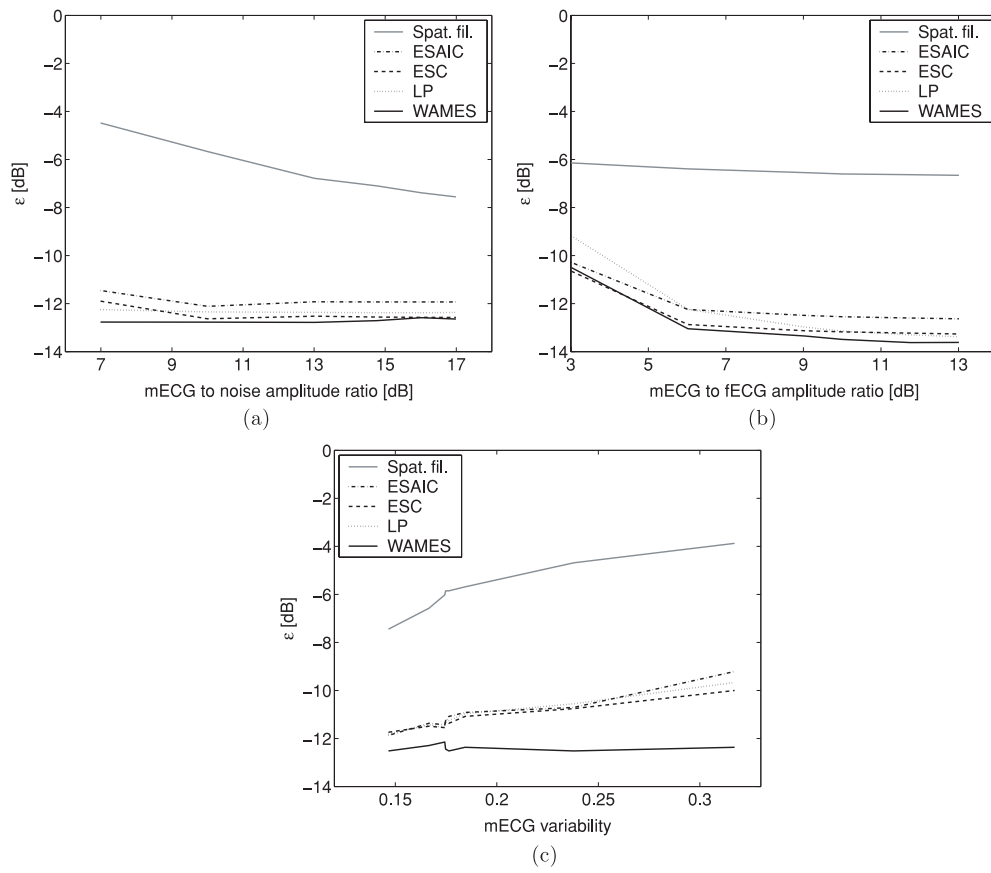 0
−2
−4
−6
−8
−10
−12
−14
ε [dB]
7
9
11
13
15
17
mECG to noise amplitude ratio [dB]
Spat. fil.
ESAIC
ESC
LP
WAMES
(a)
0
−2
−4
−6
−8
−10
−12
−14
ε [dB]
3
5
7
9
11
13
mECG to fECG amplitude ratio [dB]
Spat. fil.
ESAIC
ESC
LP
WAMES
(b)
0
−2
−4
−6
−8
−10
−12
−14
ε [dB]
0.15
0.2
0.25
0.3
mECG variability
Spat. fil.
ESAIC
ESC
LP
WAMES
(c)